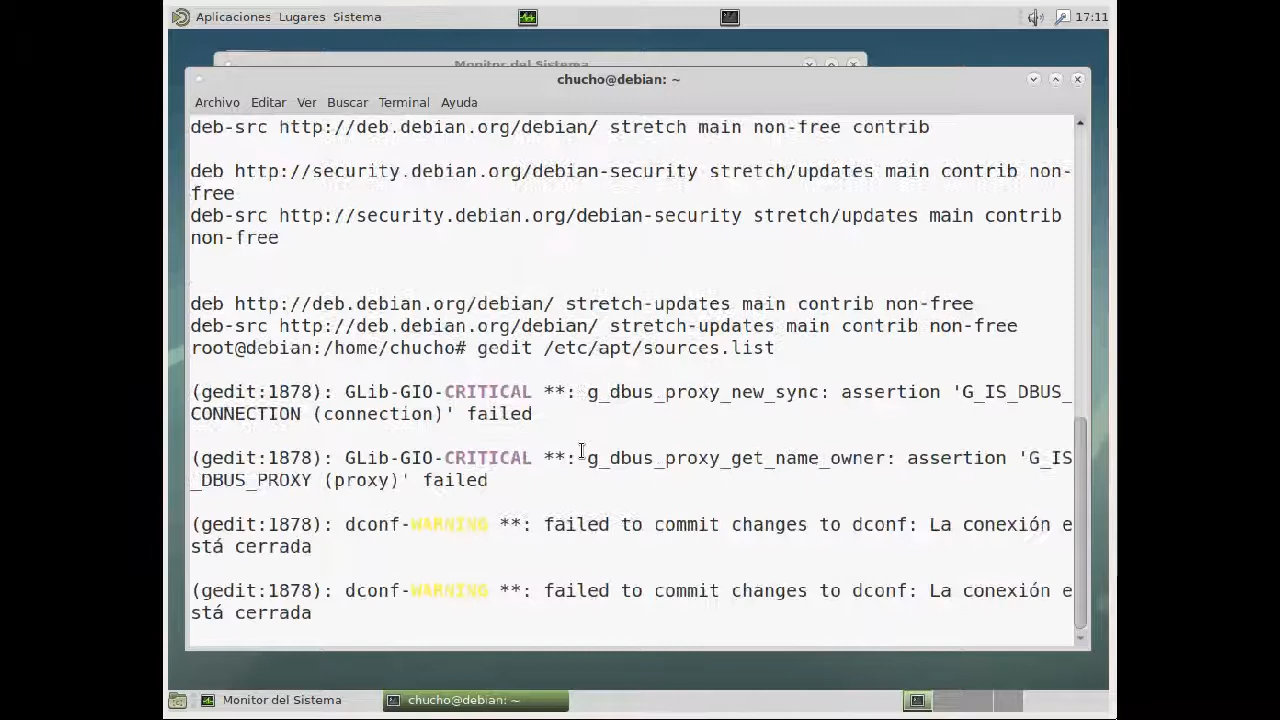 Aplicaciones Lugares Sistema 17:11
Monitor del Sistema
chucho@debian: ~
Archivo Editar Ver Buscar Terminal Ayuda
deb-src http://deb.debian.org/debian/ stretch main non-free contrib
deb http://security.debian.org/debian-security stretch/updates main contrib non-
free
deb-src http://security.debian.org/debian-security stretch/updates main contrib
non-free
deb http://deb.debian.org/debian/ stretch-updates main contrib non-free
deb-src http://deb.debian.org/debian/ stretch-updates main contrib non-free
root@debian:/home/chucho# gedit /etc/apt/sources.list
(gedit:1878): GLib-GIO-CRITICAL **: g_dbus_proxy_new_sync: assertion 'G_IS_DBUS_
CONNECTION (connection)' failed
(gedit:1878): GLib-GIO-CRITICAL **: g_dbus_proxy_get_name_owner: assertion 'G_IS
_DBUS_PROXY (proxy)' failed
(gedit:1878): dconf-WARNING **: failed to commit changes to dconf: La conexión e
stá cerrada
(gedit:1878): dconf-WARNING **: failed to commit changes to dconf: La conexión e
stá cerrada
Monitor del Sistema chucho@debian: ~